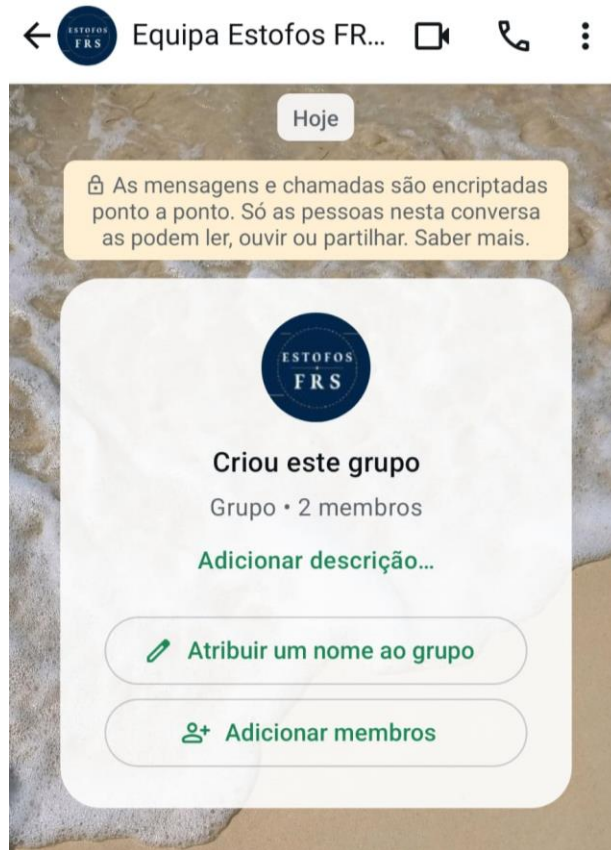 ESTOFOS
FRS
Equipa Estofos FR...
Hoje
As mensagens e chamadas são encriptadas
ponto a ponto. Só as pessoas nesta conversa
as podem ler, ouvir ou partilhar. Saber mais.
ESTOFOS
FRS
Criou este grupo
Grupo • 2 membros
Adicionar descrição...
Atribuir um nome ao grupo
Adicionar membros